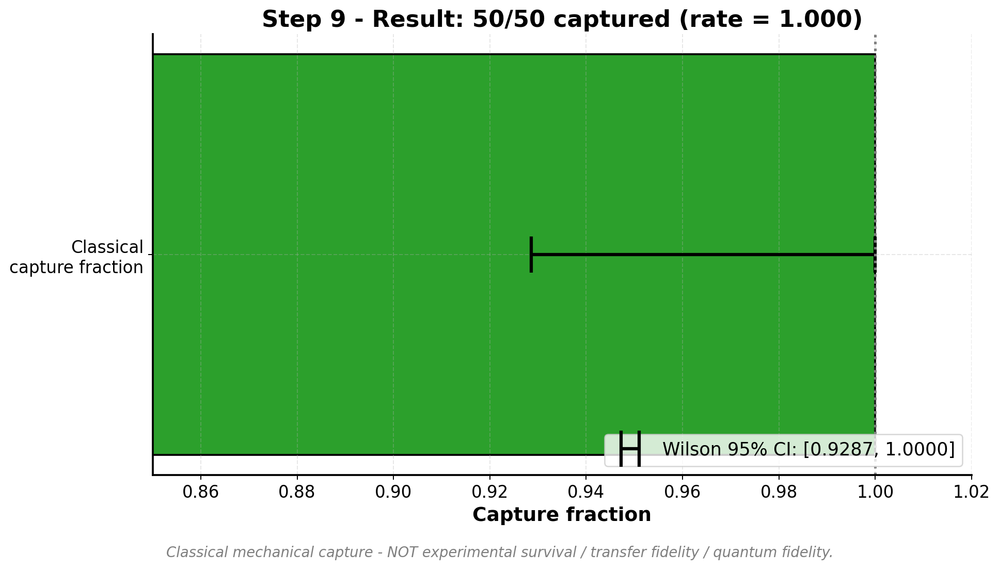 Step 9 - Result: 50/50 captured (rate = 1.000)
Classical
capture fraction
Wilson 95% CI: [0.9287, 1.0000]
0.86 0.88 0.90 0.92 0.94 0.96 0.98 1.00 1.02
Capture fraction
Classical mechanical capture - NOT experimental survival / transfer fidelity / quantum fidelity.